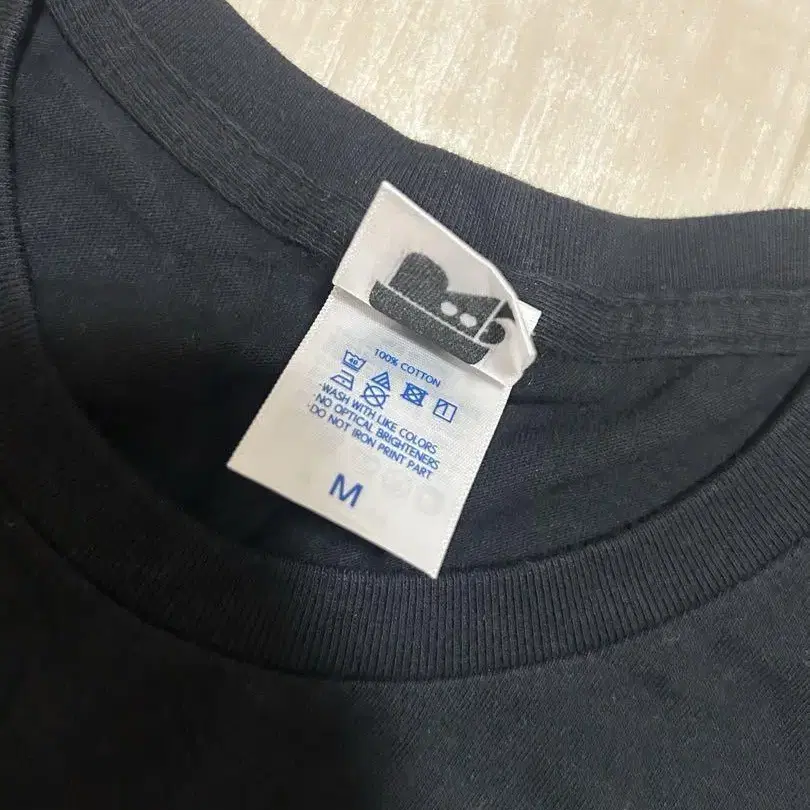 100% COTTON
40
-WASH WITH LIKE COLORS
-NO OPTICAL BRIGHTENERS
-DO NOT IRON PRINT PART
M